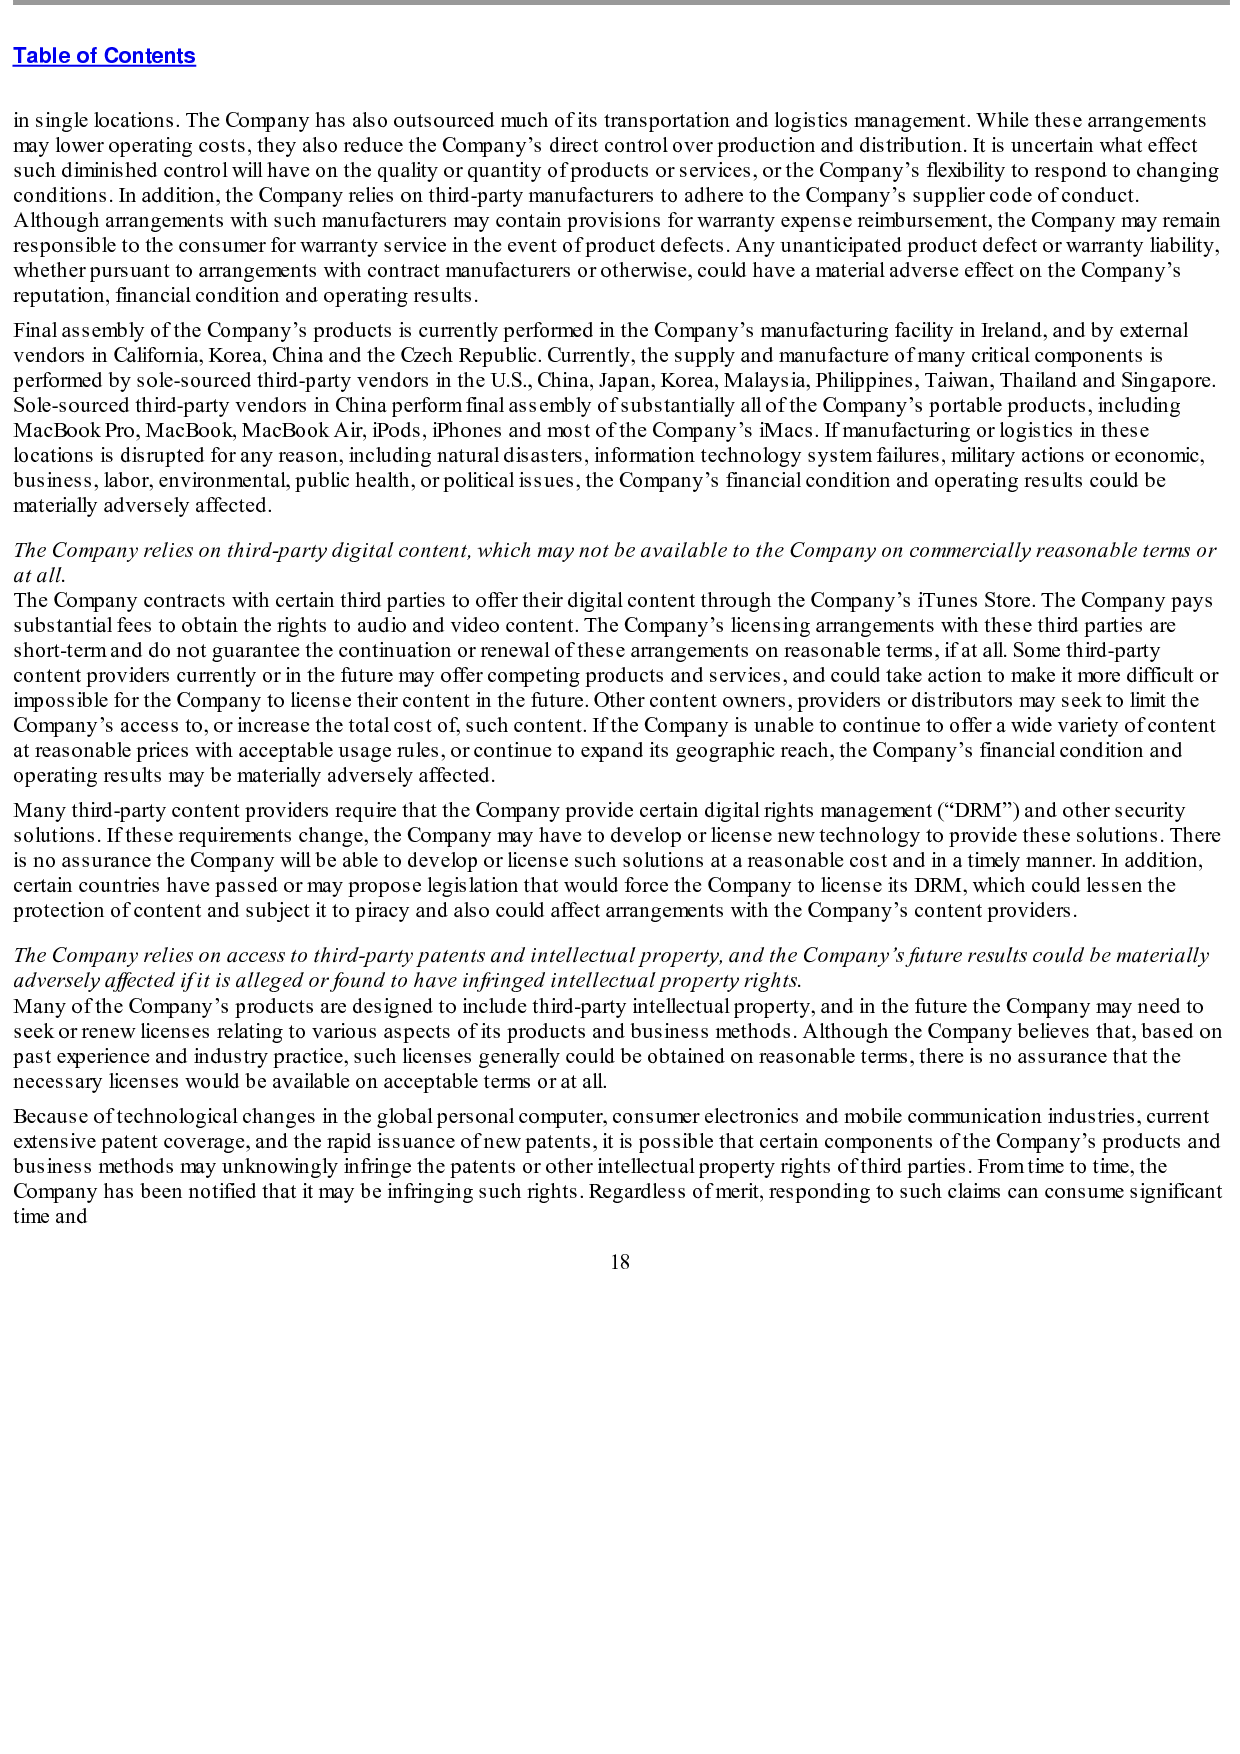 Table of Contents
in single locations. The Company has also outsourced much of its transportation and logistics management. While these arrangements
may lower operating costs, they also reduce the Company’s direct control over production and distribution. It is uncertain what effect
such diminished control will have on the quality or quantity of products or services, or the Company’s flexibility to respond to changing
conditions. In addition, the Company relies on third-party manufacturers to adhere to the Company’s supplier code of conduct.
Although arrangements with such manufacturers may contain provisions for warranty expense reimbursement, the Company may remain
responsible to the consumer for warranty service in the event of product defects. Any unanticipated product defect or warranty liability,
whether pursuant to arrangements with contract manufacturers or otherwise, could have a material adverse effect on the Company’s
reputation, financial condition and operating results.
Final assembly of the Company’s products is currently performed in the Company’s manufacturing facility in Ireland, and by external
vendors in California, Korea, China and the Czech Republic. Currently, the supply and manufacture of many critical components is
performed by sole-sourced third-party vendors in the U.S., China, Japan, Korea, Malaysia, Philippines, Taiwan, Thailand and Singapore.
Sole-sourced third-party vendors in China perform final assembly of substantially all of the Company’s portable products, including
MacBook Pro, MacBook, MacBook Air, iPods, iPhones and most of the Company’s iMacs. If manufacturing or logistics in these
locations is disrupted for any reason, including natural disasters, information technology system failures, military actions or economic,
business, labor, environmental, public health, or political issues, the Company’s financial condition and operating results could be
materially adversely affected.
The Company relies on third-party digital content, which may not be available to the Company on commercially reasonable terms or
at all.
The Company contracts with certain third parties to offer their digital content through the Company’s iTunes Store. The Company pays
substantial fees to obtain the rights to audio and video content. The Company’s licensing arrangements with these third parties are
short-term and do not guarantee the continuation or renewal of these arrangements on reasonable terms, if at all. Some third-party
content providers currently or in the future may offer competing products and services, and could take action to make it more difficult or
impossible for the Company to license their content in the future. Other content owners, providers or distributors may seek to limit the
Company’s access to, or increase the total cost of, such content. If the Company is unable to continue to offer a wide variety of content
at reasonable prices with acceptable usage rules, or continue to expand its geographic reach, the Company’s financial condition and
operating results may be materially adversely affected.
Many third-party content providers require that the Company provide certain digital rights management (“DRM”) and other security
solutions. If these requirements change, the Company may have to develop or license new technology to provide these solutions. There
is no assurance the Company will be able to develop or license such solutions at a reasonable cost and in a timely manner. In addition,
certain countries have passed or may propose legislation that would force the Company to license its DRM, which could lessen the
protection of content and subject it to piracy and also could affect arrangements with the Company’s content providers.
The Company relies on access to third-party patents and intellectual property, and the Company’s future results could be materially
adversely affected if it is alleged or found to have infringed intellectual property rights.
Many of the Company’s products are designed to include third-party intellectual property, and in the future the Company may need to
seek or renew licenses relating to various aspects of its products and business methods. Although the Company believes that, based on
past experience and industry practice, such licenses generally could be obtained on reasonable terms, there is no assurance that the
necessary licenses would be available on acceptable terms or at all.
Because of technological changes in the global personal computer, consumer electronics and mobile communication industries, current
extensive patent coverage, and the rapid issuance of new patents, it is possible that certain components of the Company’s products and
business methods may unknowingly infringe the patents or other intellectual property rights of third parties. From time to time, the
Company has been notified that it may be infringing such rights. Regardless of merit, responding to such claims can consume significant
time and
18